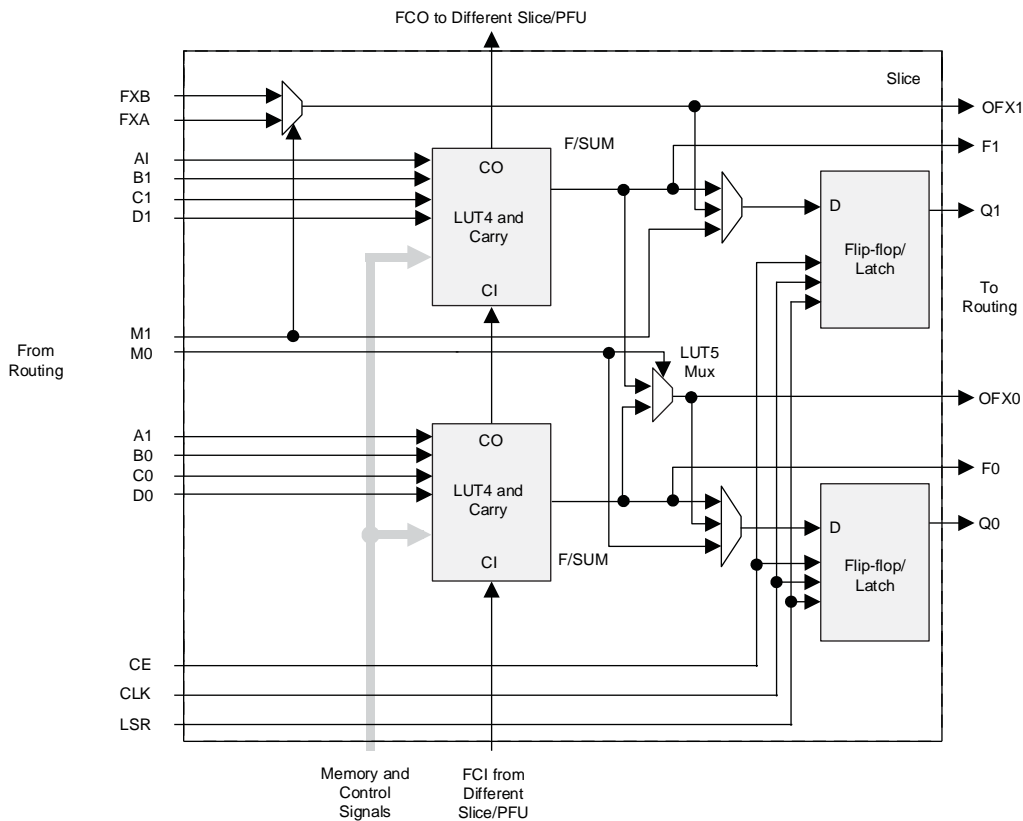 FCO to Different Slice/PFU
Slice
FXB
FXA
OFX1
F/SUM
F1
AI
B1
C1
D1
CO
LUT4 and
Carry
CI
D
Flip-flop/
Latch
Q1
To
Routing
From
Routing
M1
M0
LUT5
Mux
OFX0
A1
B0
C0
D0
CO
LUT4 and
Carry
CI
F/SUM
F0
D
Flip-flop/
Latch
Q0
CE
CLK
LSR
Memory and
Control
Signals
FCI from
Different
Slice/PFU